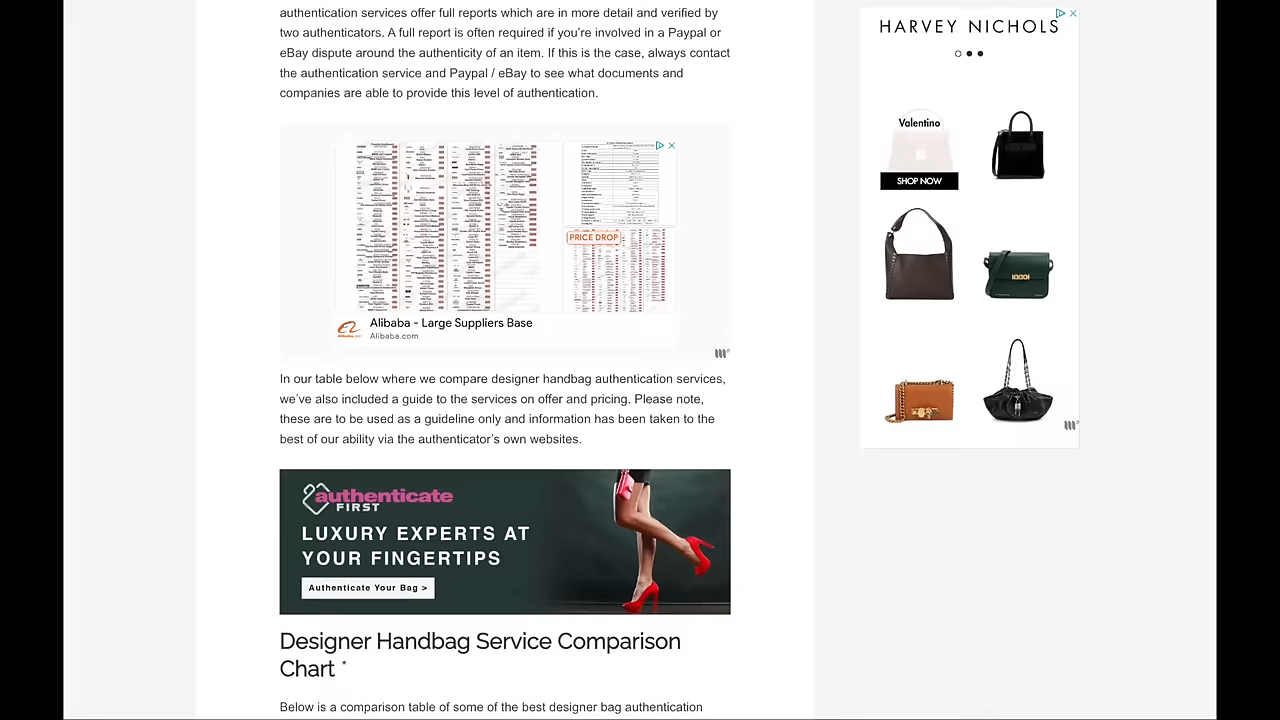 authentication services offer full reports which are in more detail and verified by
two authenticators. A full report is often required if you're involved in a Paypal or
eBay dispute around the authenticity of an item. If this is the case, always contact
the authentication service and Paypal / eBay to see what documents and
companies are able to provide this level of authentication.
PRICE DROP
Alibaba - Large Suppliers Base
Alibaba.com
In our table below where we compare designer handbag authentication services,
we've also included a guide to the services on offer and pricing. Please note,
these are to be used as a guideline only and information has been taken to the
best of our ability via the authenticator's own websites.
authenticate
FIRST
LUXURY EXPERTS AT
YOUR FINGERTIPS
Authenticate Your Bag >
Designer Handbag Service Comparison
Chart *
Below is a comparison table of some of the best designer bag authentication
HARVEY NICHOLS
Valentino
SHOP NOW